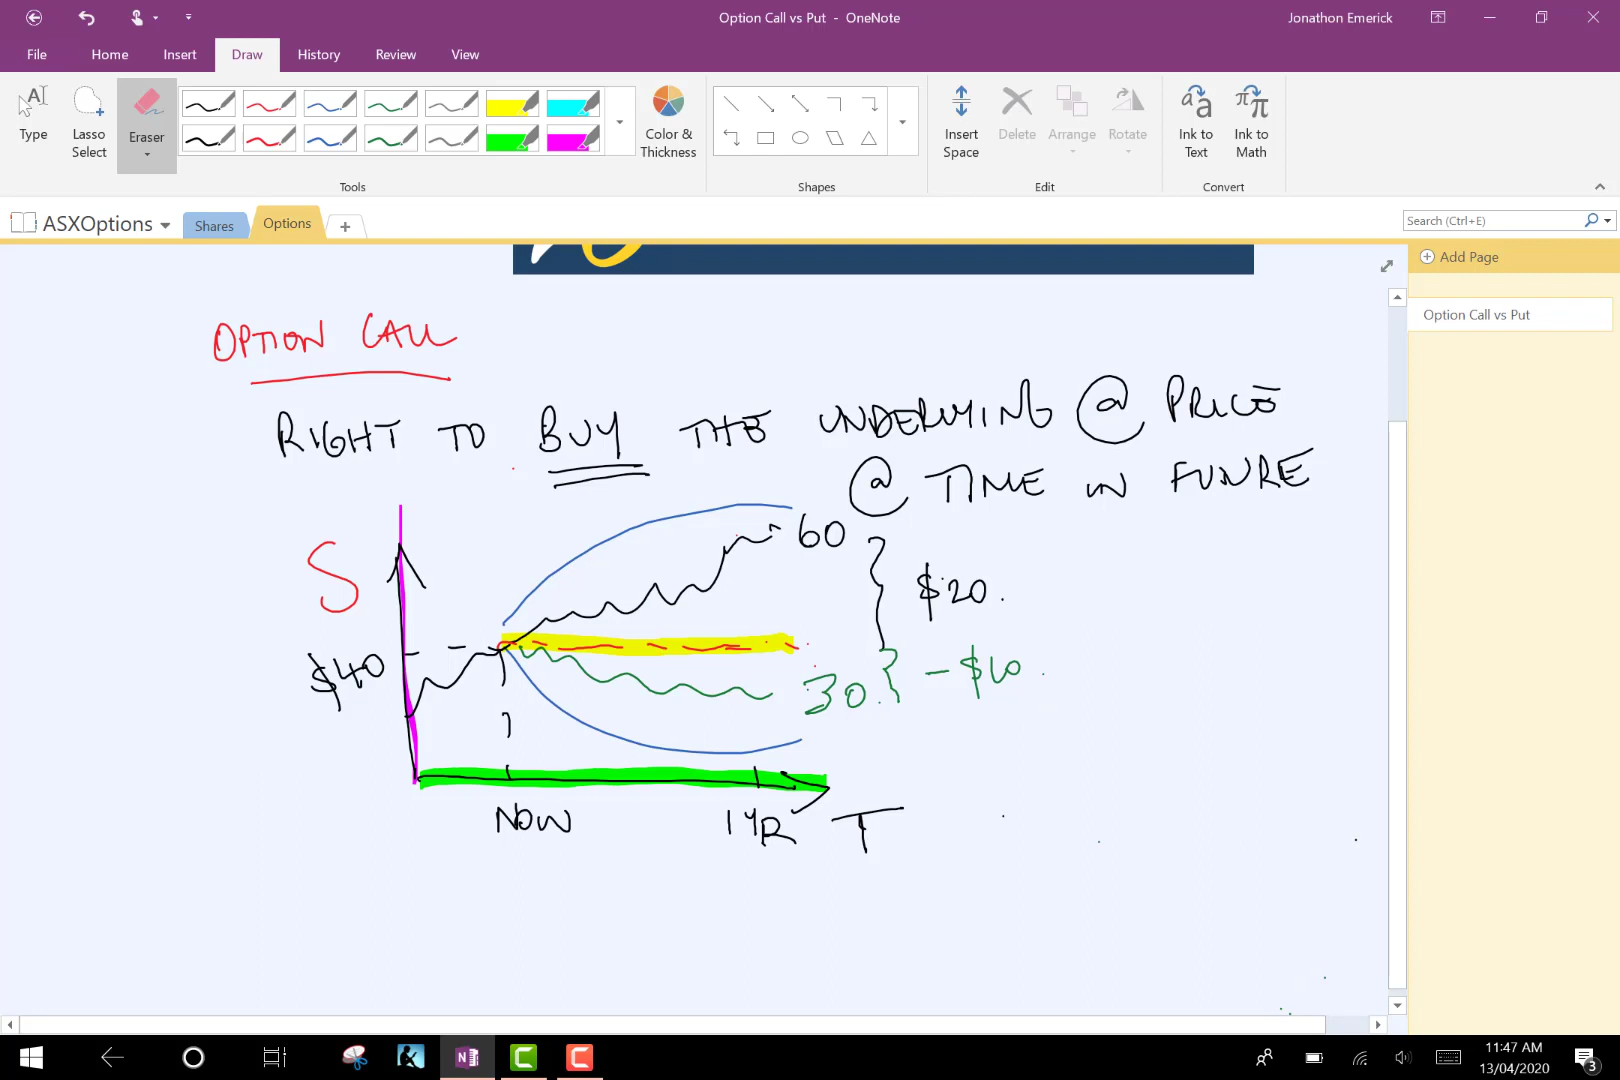 Option Call vs Put - OneNote
Jonathon Emerick
File Home Insert Draw History Review View
Type
Lasso Select
Eraser
Color & Thickness
Insert Space
Delete
Arrange
Rotate
Ink to Text
Ink to Math
Tools
Shapes
Edit
Convert
ASXOptions
Shares
Options
Search (Ctrl+E)
Add Page
Option Call vs Put
OPTION CALL
RIGHT TO BUY THE UNDERLYING @ PRICE
@ TIME IN FUTURE
S
60
$20.
$40
30.
-$10
NOW
1YR
T
11:47 AM
13/04/2020
3